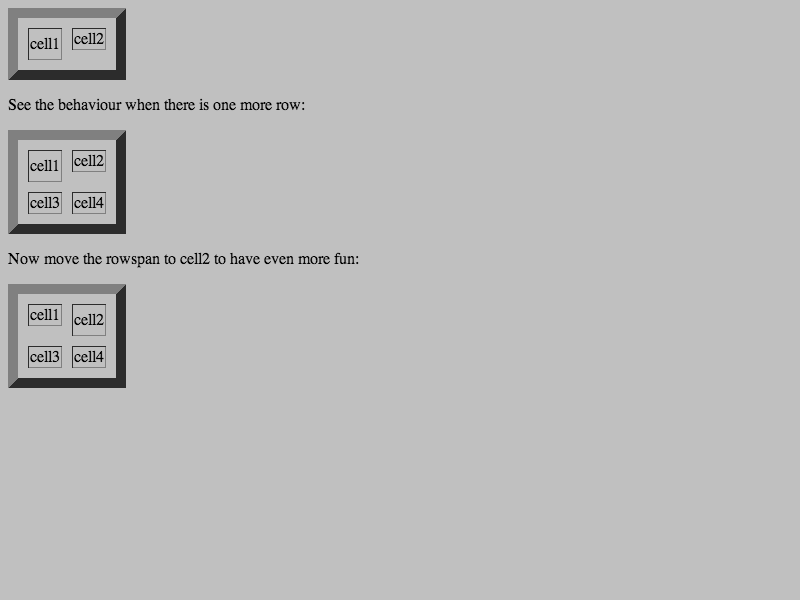 cell1 cell2
See the behaviour when there is one more row:
cell1 cell2
cell3 cell4
Now move the rowspan to cell2 to have even more fun:
cell1 cell2
cell3 cell4